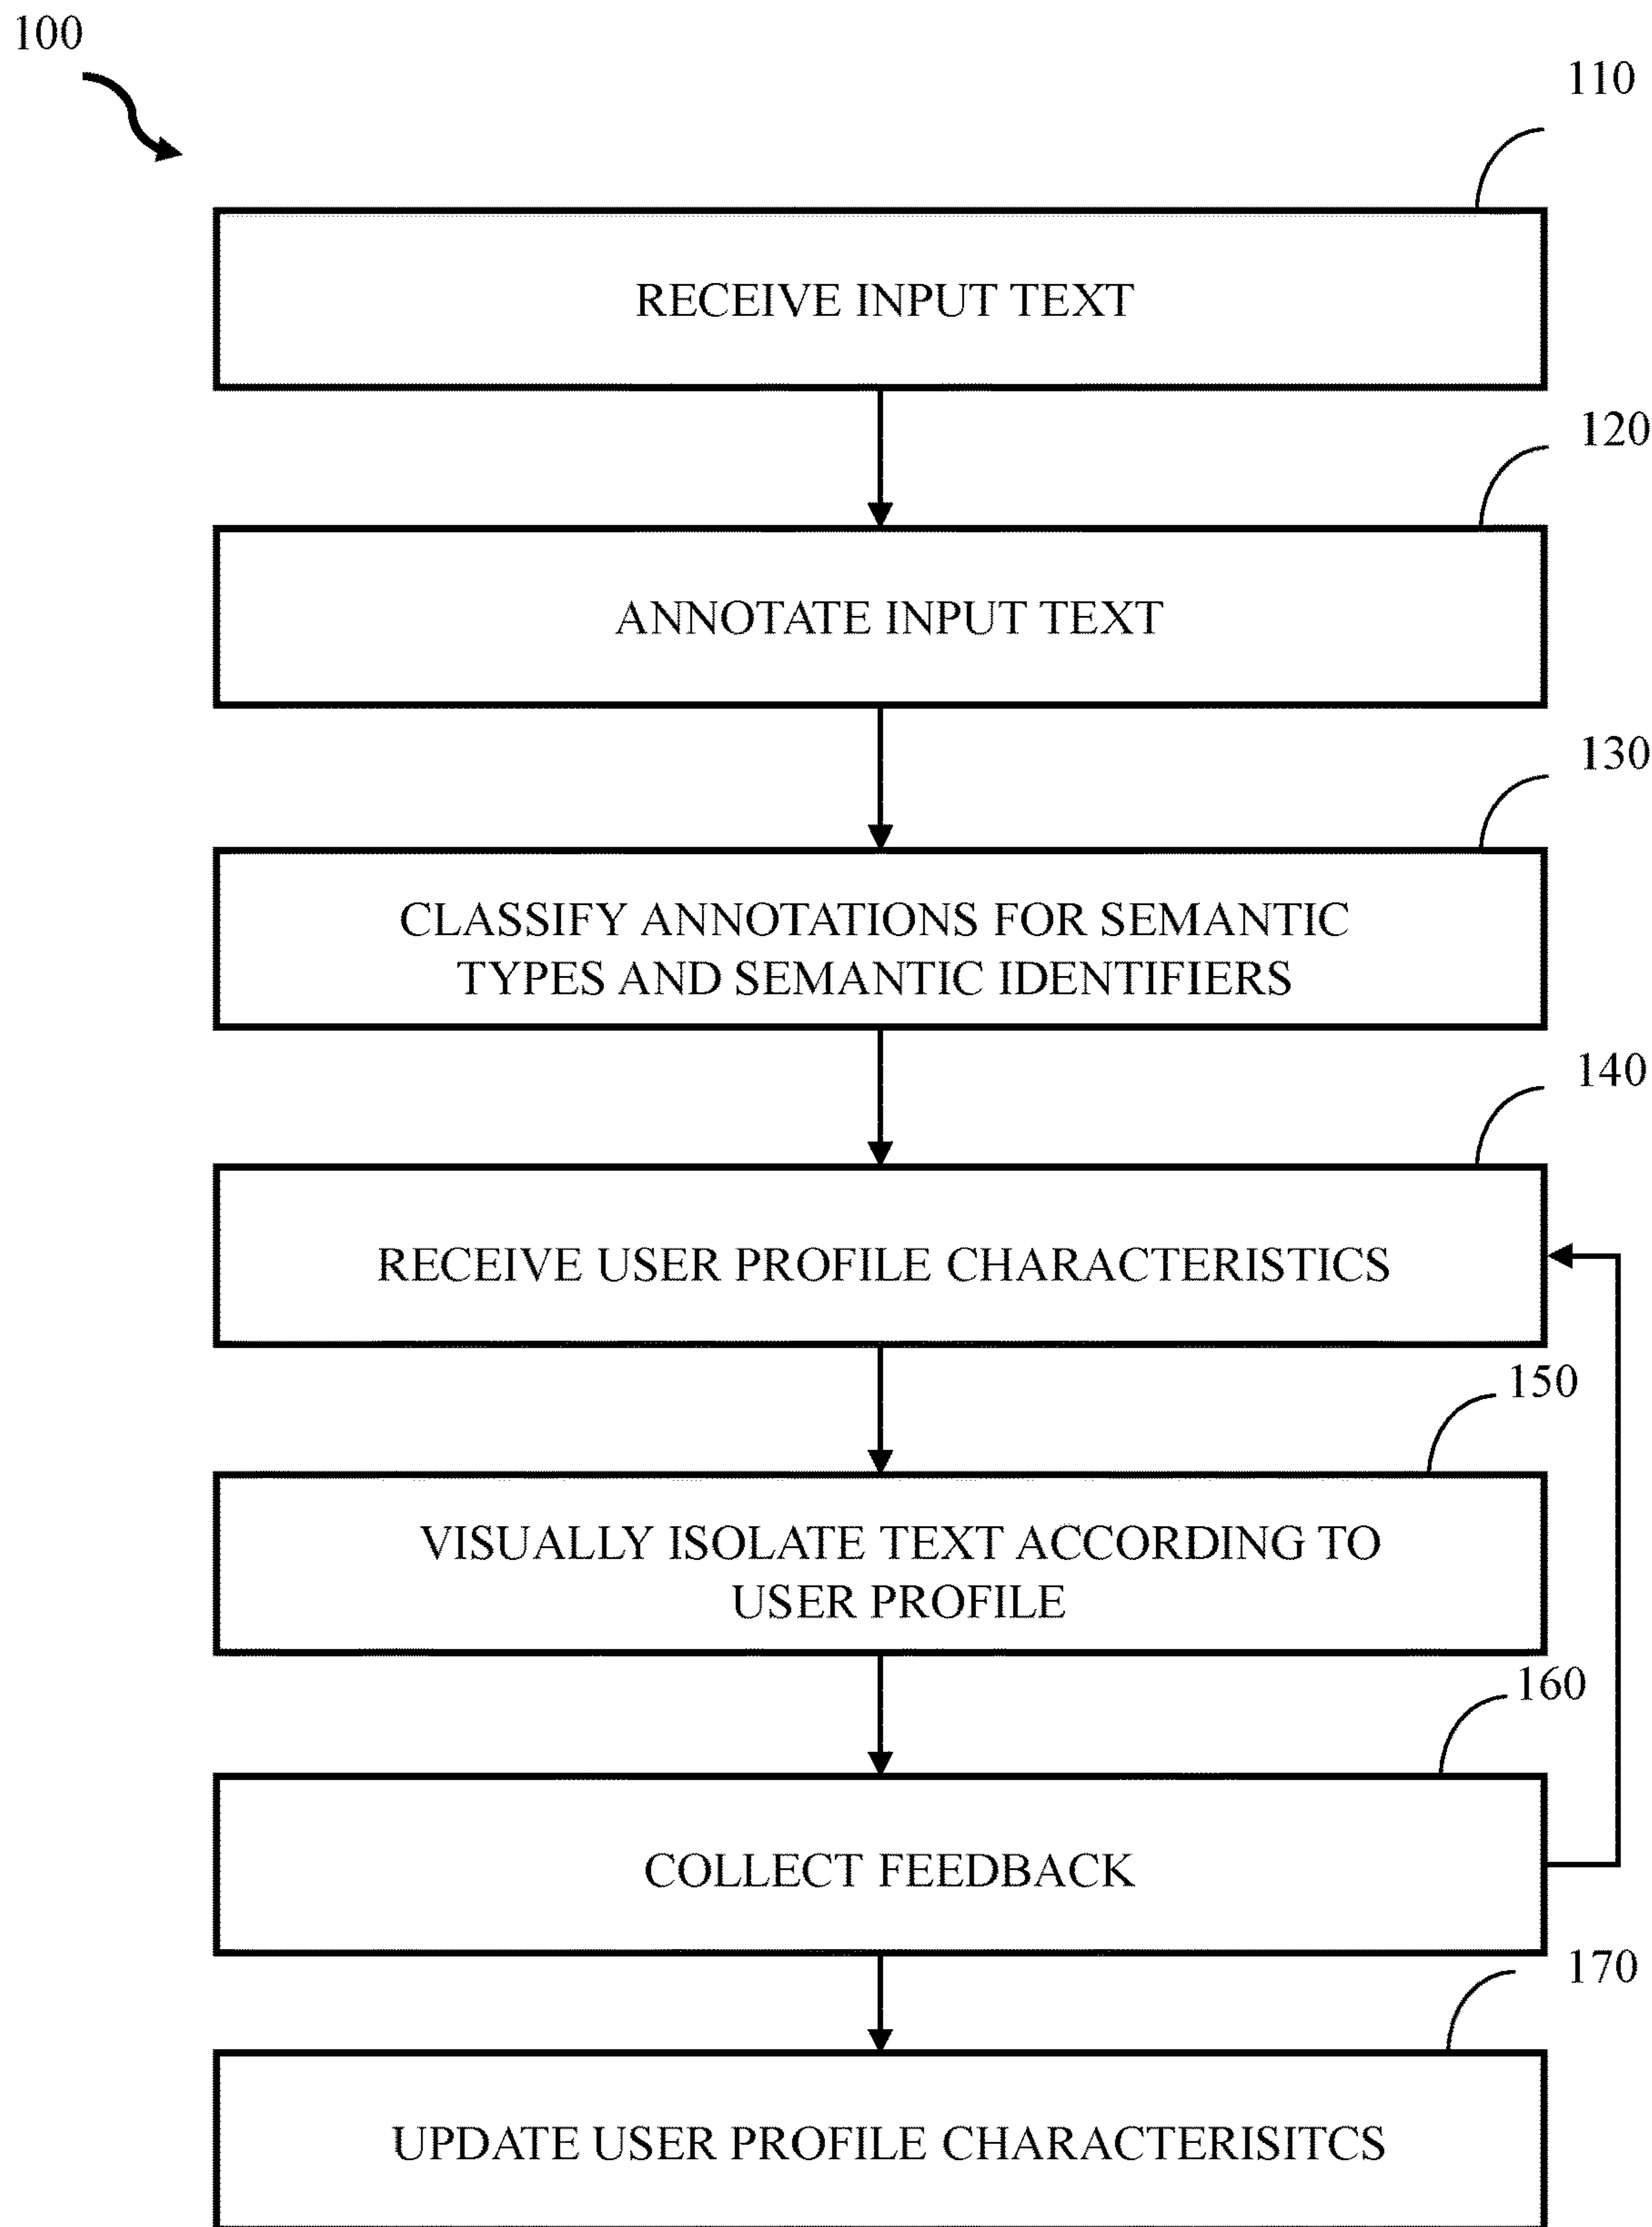 100
110
RECEIVE INPUT TEXT
120
ANNOTATE INPUT TEXT
130
CLASSIFY ANNOTATIONS FOR SEMANTIC
TYPES AND SEMANTIC IDENTIFIERS
140
RECEIVE USER PROFILE CHARACTERISTICS
150
VISUALLY ISOLATE TEXT ACCORDING TO
USER PROFILE
160
COLLECT FEEDBACK
170
UPDATE USER PROFILE CHARACTERISITCS